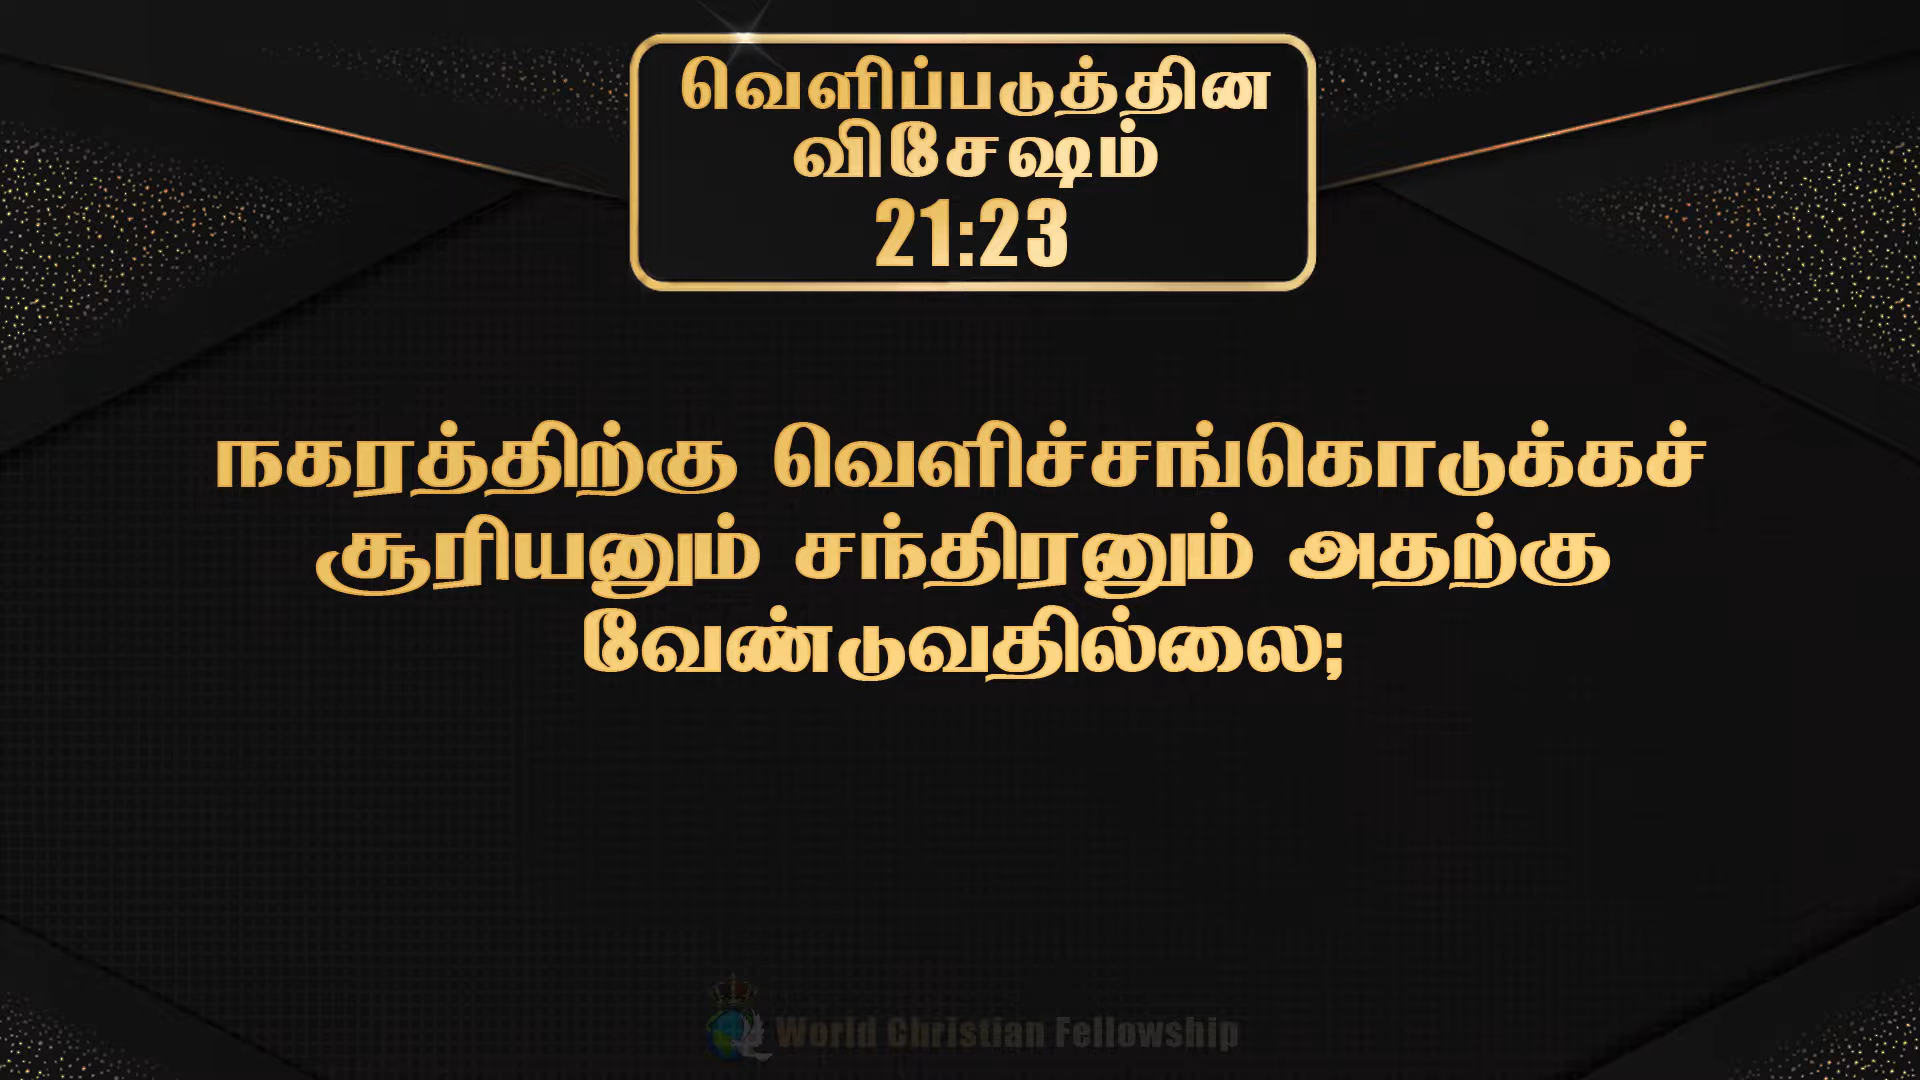 வெளிப்படுத்தின
விசேஷம்
21:23
நகரத்திற்கு வெளிச்சங்கொடுக்கச்
சூரியனும் சந்திரனும் அதற்கு
வேண்டுவதில்லை;
World Christian Fellowship